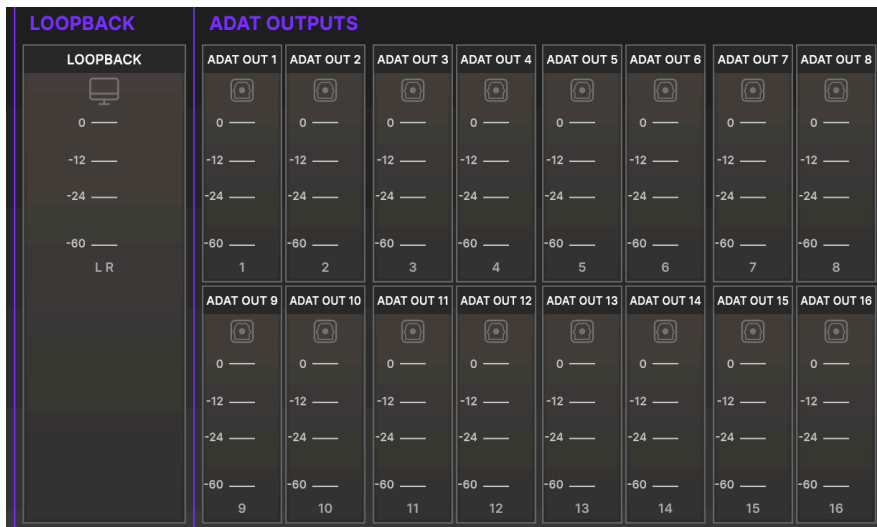 LOOPBACK ADAT OUTPUTS
LOOPBACK ADAT OUT 1 ADAT OUT 2 ADAT OUT 3 ADAT OUT 4 ADAT OUT 5 ADAT OUT 6 ADAT OUT 7 ADAT OUT 8
0 0 0 0 0 0 0 0 0
-12 -12 -12 -12 -12 -12 -12 -12 -12
-24 -24 -24 -24 -24 -24 -24 -24 -24
-60 -60 -60 -60 -60 -60 -60 -60 -60
L R 1 2 3 4 5 6 7 8
ADAT OUT 9 ADAT OUT 10 ADAT OUT 11 ADAT OUT 12 ADAT OUT 13 ADAT OUT 14 ADAT OUT 15 ADAT OUT 16
0 0 0 0 0 0 0 0
-12 -12 -12 -12 -12 -12 -12 -12
-24 -24 -24 -24 -24 -24 -24 -24
-60 -60 -60 -60 -60 -60 -60 -60
9 10 11 12 13 14 15 16